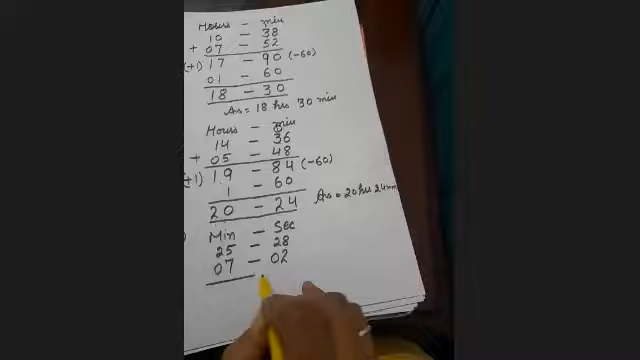 Hours - min
10 - 38
+ 07 - 52
(+1) 17 - 90 (-60)
01 - 60
18 - 30
As = 18 hrs 30 min
Hours - min
14 - 36
+ 05 - 48
(+1) 19 - 84 (-60)
1 - 60
20 - 24 As = 20 hrs 24 min
Min - Sec
25 - 28
07 - 02